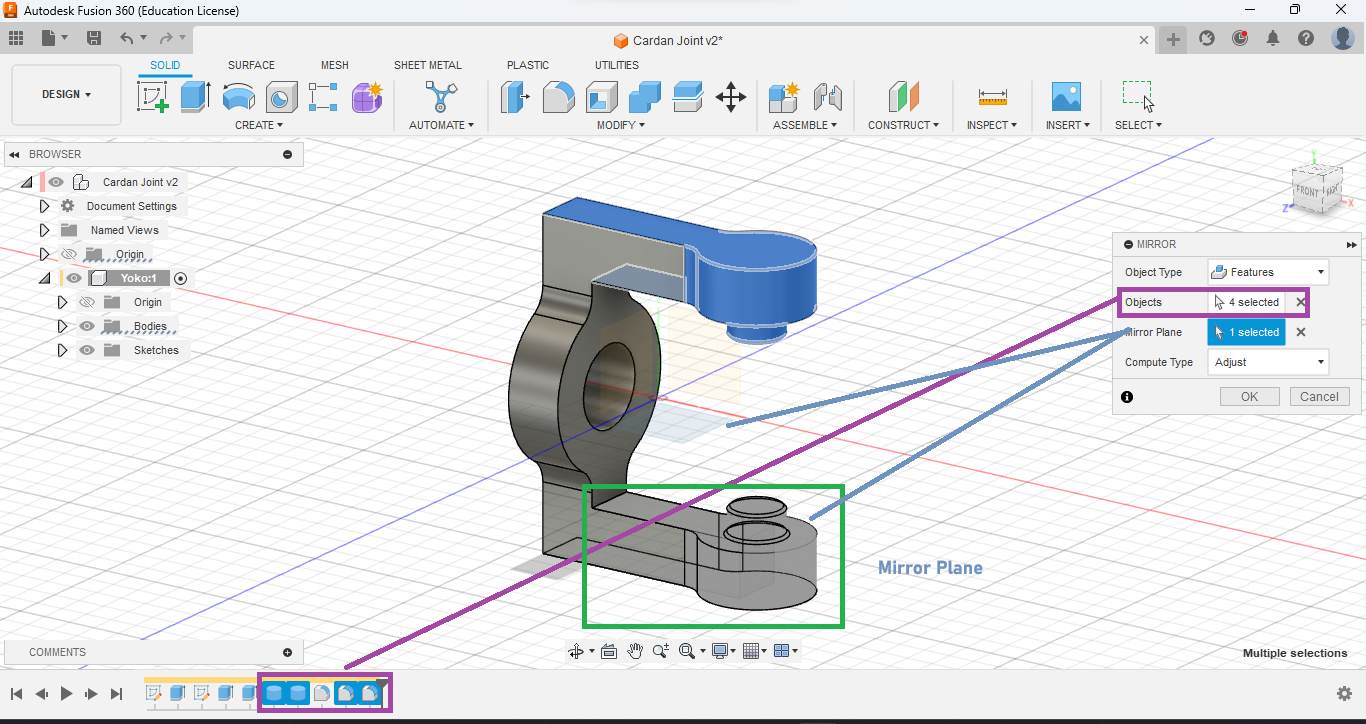 Autodesk Fusion 360 (Education License)
Cardan Joint v2*
SOLID SURFACE MESH SHEET METAL PLASTIC UTILITIES
DESIGN
CREATE AUTOMATE MODIFY ASSEMBLE CONSTRUCT INSPECT INSERT SELECT
BROWSER
Cardan Joint v2
Document Settings
Named Views
Origin
Yoko:1
Origin
Bodies
Sketches
Y
FRONT RIGHT
Z X
MIRROR
Object Type Features
Objects 4 selected
Mirror Plane 1 selected
Compute Type Adjust
OK Cancel
Mirror Plane
COMMENTS
Multiple selections